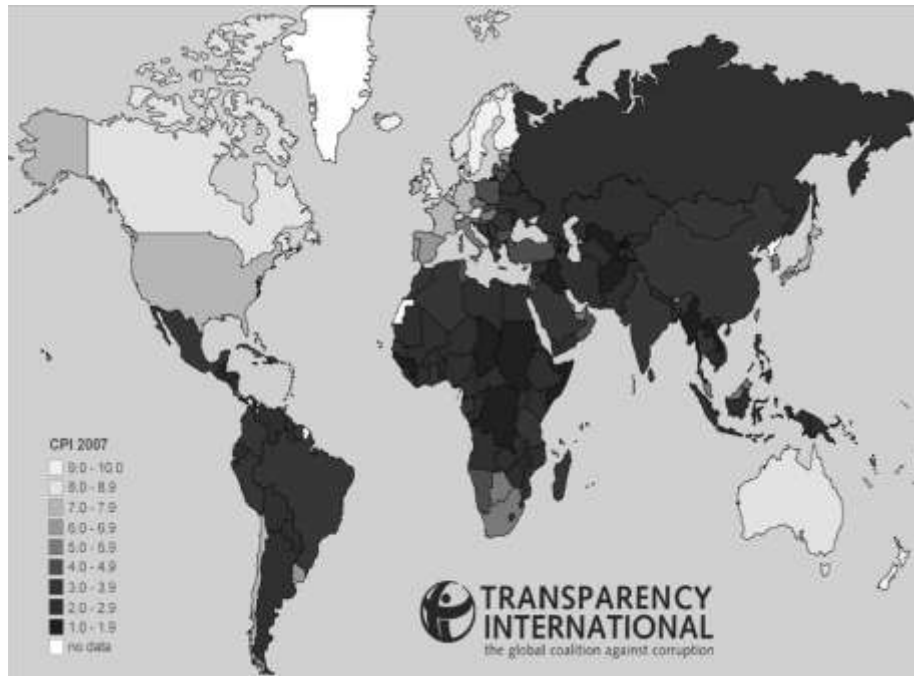 CPI 2007
9.0 - 10.0
8.0 - 8.9
7.0 - 7.9
6.0 - 6.9
5.0 - 5.9
4.0 - 4.9
3.0 - 3.9
2.0 - 2.9
1.0 - 1.9
no data
TRANSPARENCY
INTERNATIONAL
the global coalition against corruption